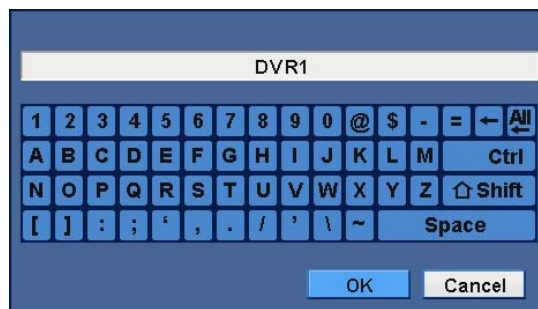 DVR1
1 2 3 4 5 6 7 8 9 0 @ $ - = ← All
A B C D E F G H I J K L M Ctrl
N O P Q R S T U V W X Y Z ⇧ Shift
[ ] : ; ‘ , . / ’ \ ~ Space
OK Cancel